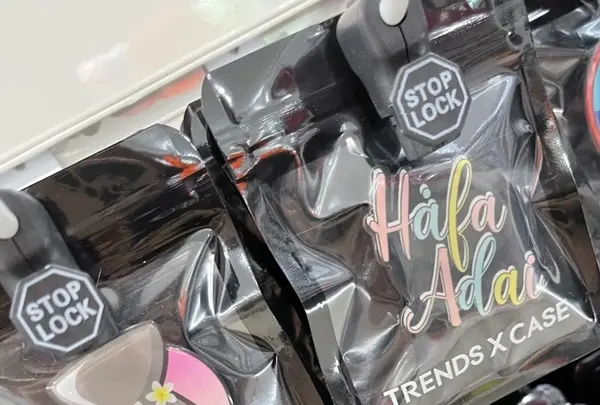 STOP
LOCK
Håfa
Adai
TRENDS X CASE
STOP
LOCK